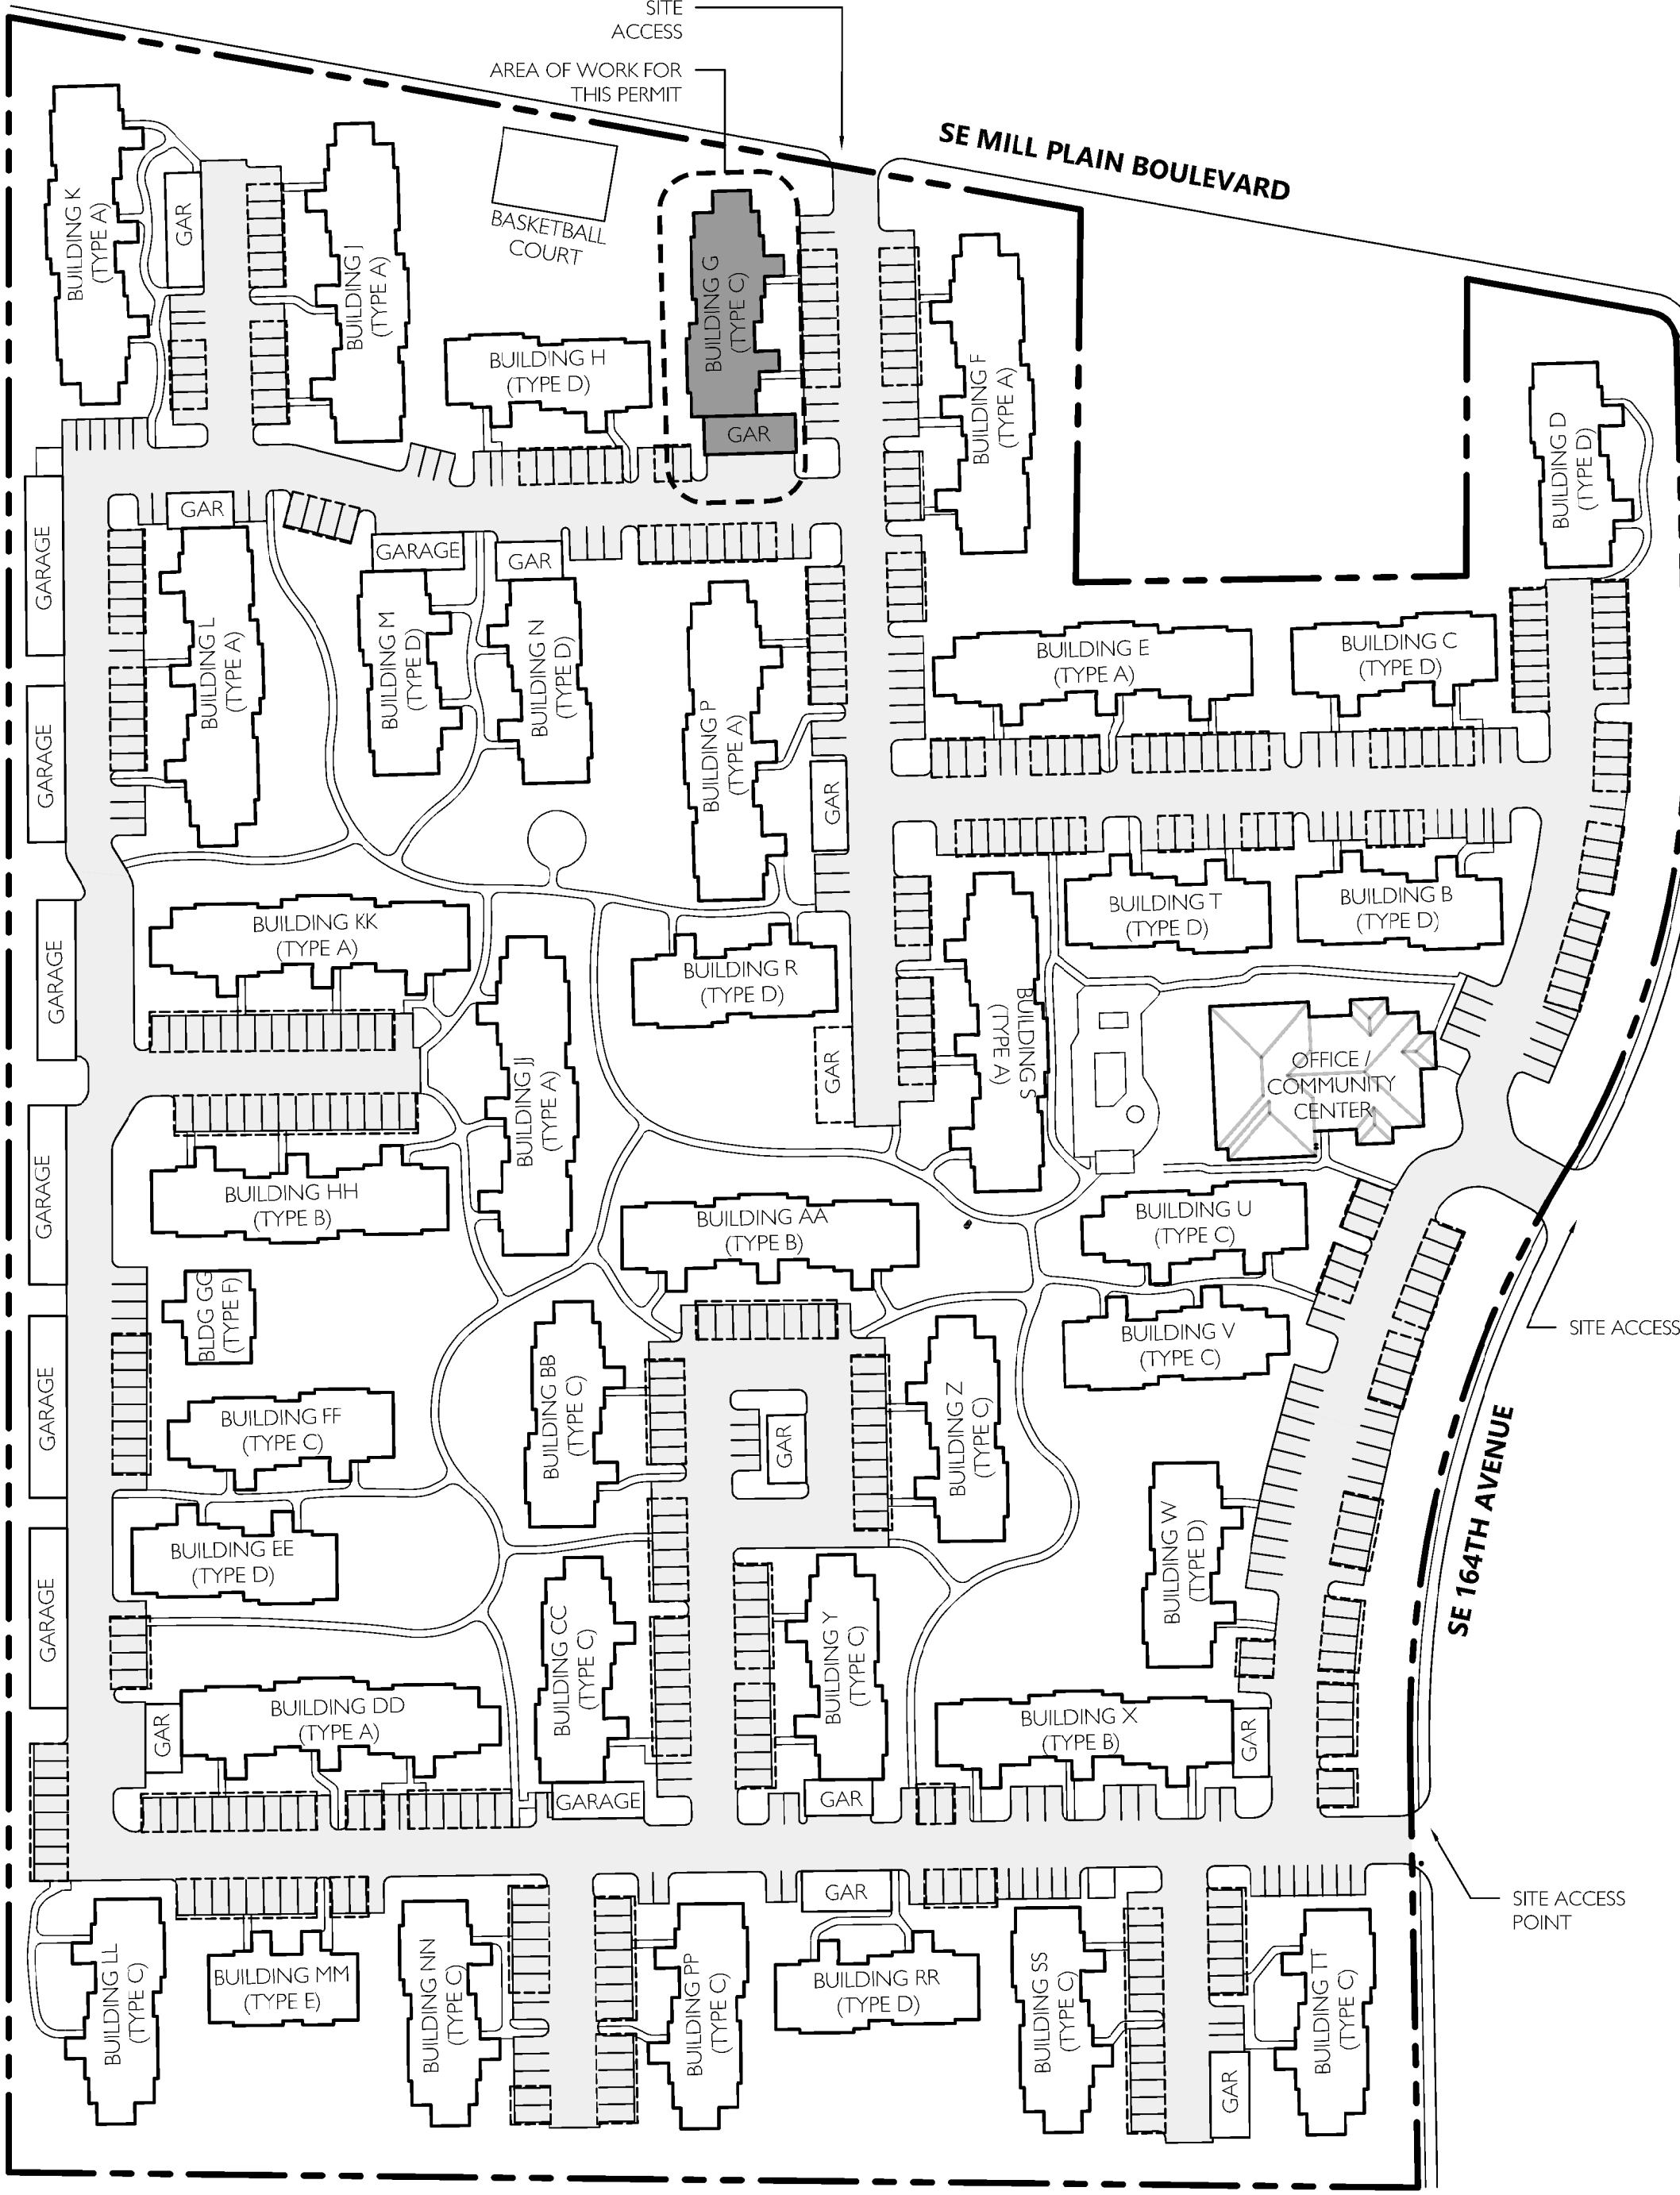 SITE
ACCESS
AREA OF WORK FOR
THIS PERMIT
SE MILL PLAIN BOULEVARD
BUILDING K
(TYPE A)
GAR
BUILDING J
(TYPE A)
BASKETBALL
COURT
BUILDING G
(TYPE C)
GAR
BUILDING H
(TYPE D)
BUILDING F
(TYPE A)
BUILDING D
(TYPE D)
GARAGE
GAR
GARAGE
GAR
BUILDING L
(TYPE A)
BUILDING M
(TYPE D)
BUILDING N
(TYPE D)
BUILDING P
(TYPE A)
BUILDING E
(TYPE A)
BUILDING C
(TYPE D)
GARAGE
GAR
BUILDING KK
(TYPE A)
BUILDING R
(TYPE D)
BUILDING T
(TYPE D)
BUILDING B
(TYPE D)
GARAGE
BUILDING JJ
(TYPE A)
GAR
BUILDING S
(TYPE A)
OFFICE /
COMMUNITY
CENTER
GARAGE
BUILDING HH
(TYPE B)
BUILDING AA
(TYPE B)
BUILDING U
(TYPE C)
BLDG GG
(TYPE F)
BUILDING V
(TYPE C)
SITE ACCESS
GARAGE
BUILDING FF
(TYPE C)
BUILDING BB
(TYPE C)
GAR
BUILDING Z
(TYPE C)
SE 164TH AVENUE
BUILDING EE
(TYPE D)
BUILDING W
(TYPE D)
GARAGE
BUILDING CC
(TYPE C)
BUILDING Y
(TYPE C)
GAR
BUILDING DD
(TYPE A)
BUILDING X
(TYPE B)
GAR
GARAGE
GAR
GAR
SITE ACCESS
POINT
BUILDING LL
(TYPE C)
BUILDING MM
(TYPE E)
BUILDING NN
(TYPE C)
BUILDING PP
(TYPE C)
BUILDING RR
(TYPE D)
BUILDING SS
(TYPE C)
GAR
BUILDING TT
(TYPE C)